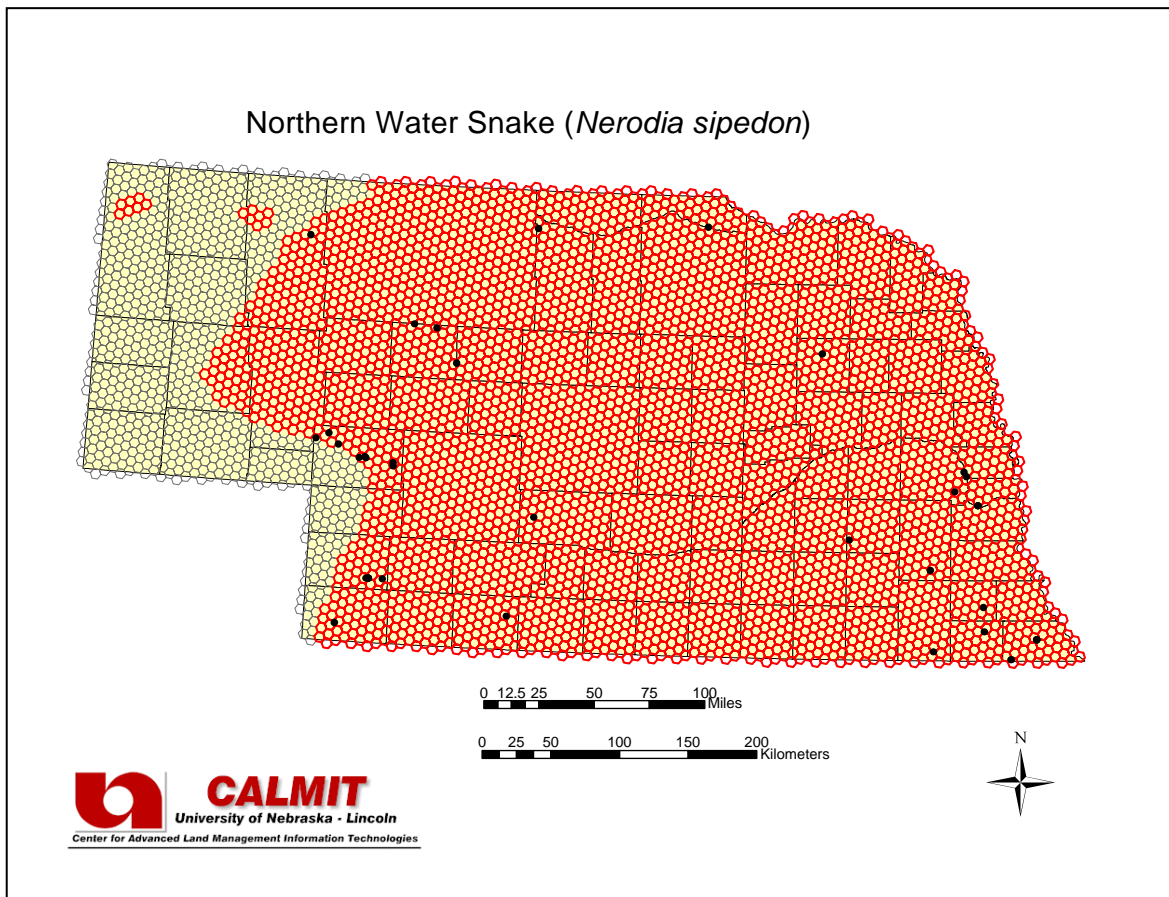 Northern Water Snake (Nerodia sipedon)
0 12.5 25 50 75 100
Miles
0 25 50 100 150 200
Kilometers
N
CALMIT
University of Nebraska - Lincoln
Center for Advanced Land Management Information Technologies